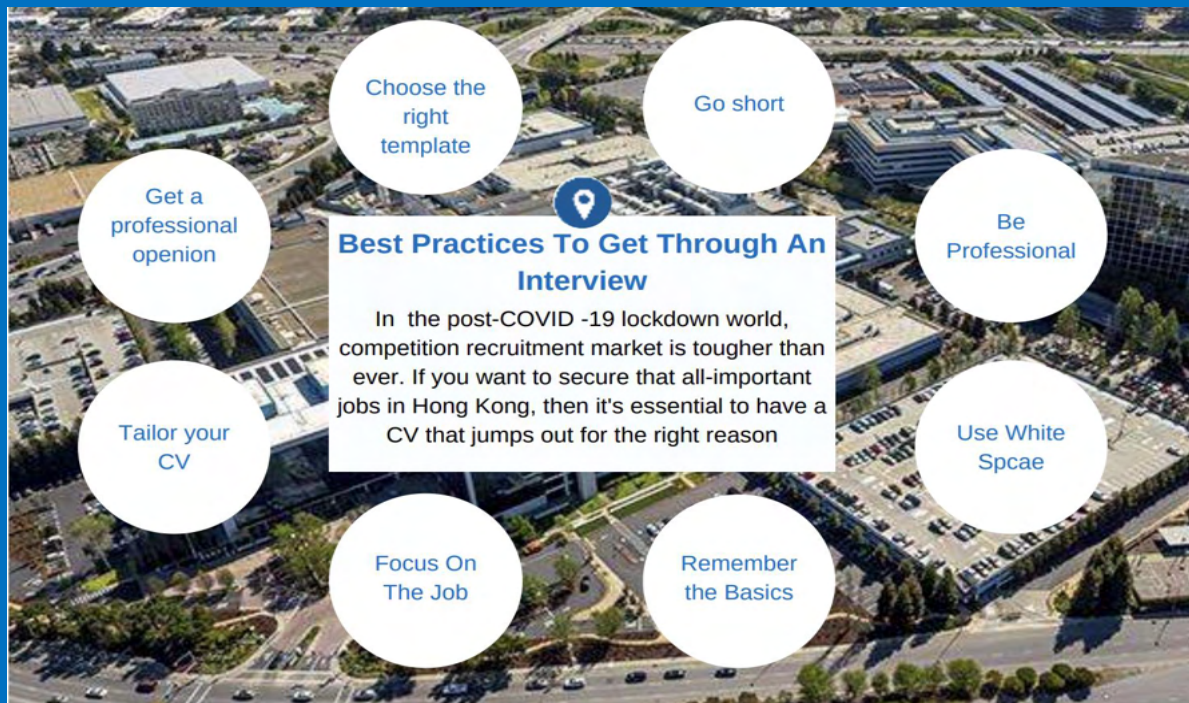 Choose the
right
template
Go short
Get a
professional
openion
Be
Professional
Best Practices To Get Through An
Interview
In the post-COVID -19 lockdown world,
competition recruitment market is tougher than
ever. If you want to secure that all-important
jobs in Hong Kong, then it's essential to have a
CV that jumps out for the right reason
Tailor your
CV
Use White
Spcae
Focus On
The Job
Remember
the Basics